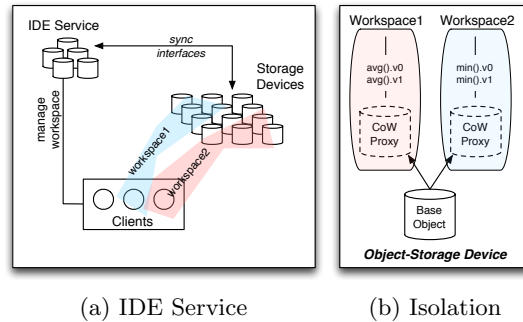 IDE Service
sync
interfaces
Storage
Devices
manage
workspace
workspace1
workspace2
Clients
(a) IDE Service
Workspace1
Workspace2
avg().v0
avg().v1
min().v0
min().v1
CoW
Proxy
CoW
Proxy
Base
Object
Object-Storage Device
(b) Isolation